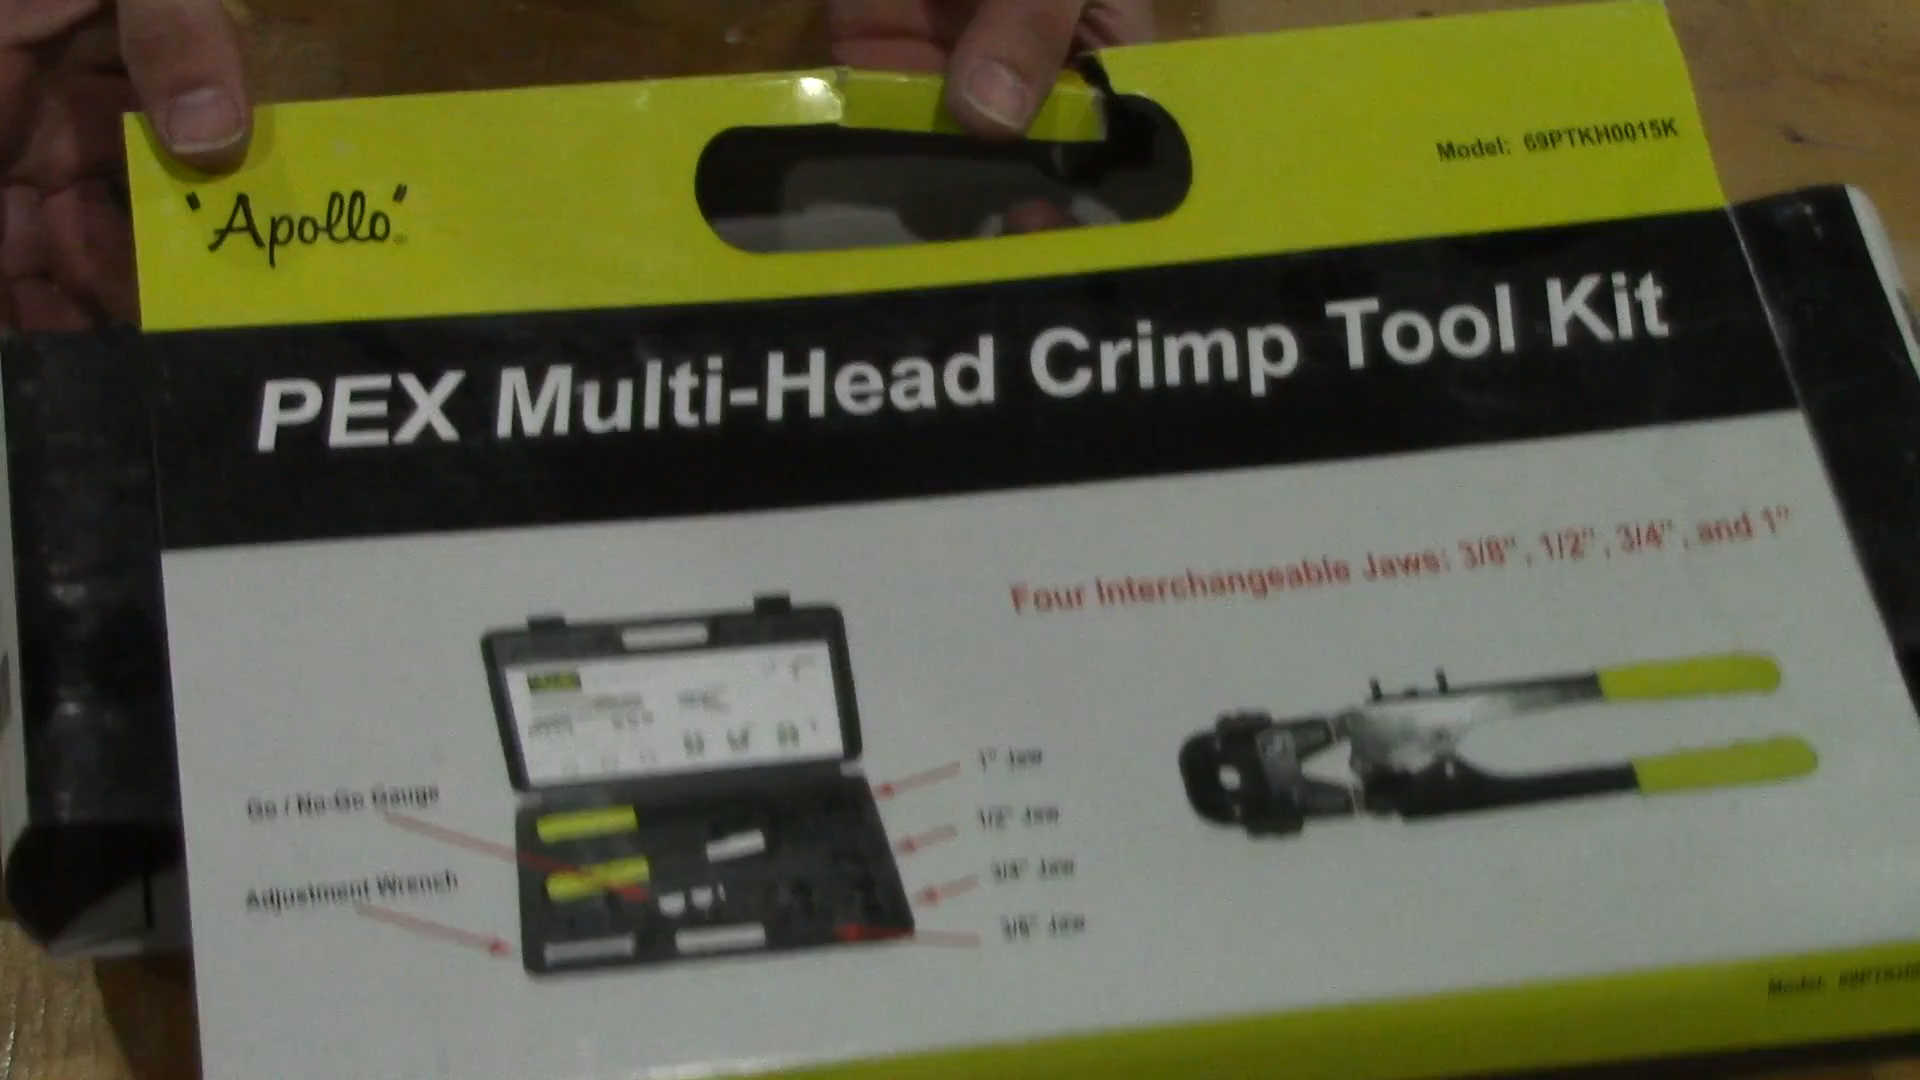 "Apollo"
Model: 69PTKH0015K
PEX Multi-Head Crimp Tool Kit
Four Interchangeable Jaws: 3/8", 1/2", 3/4", and 1"
Go / No-Go Gauge
Adjustment Wrench
1" Jaw
1/2" Jaw
3/4" Jaw
3/8" Jaw
Model: